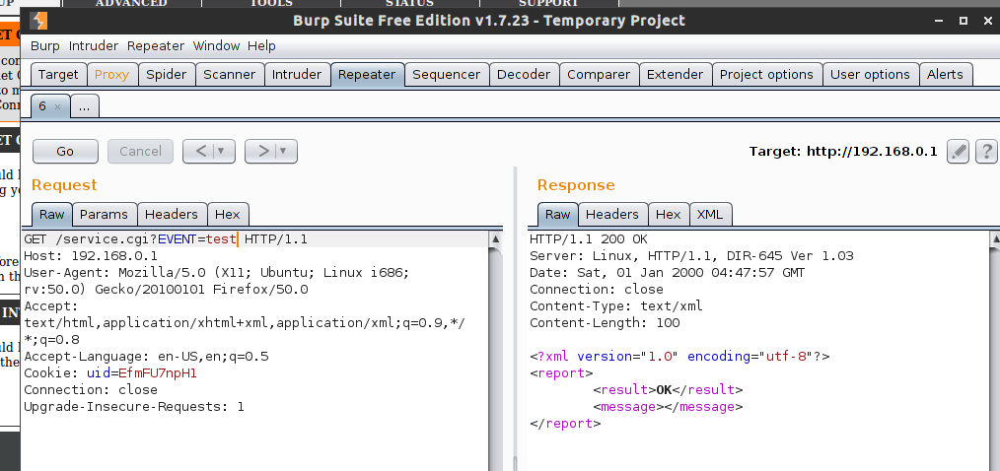 ADVANCED TOOLS STATUS SUPPORT
Burp Suite Free Edition v1.7.23 - Temporary Project
Burp Intruder Repeater Window Help
Target Proxy Spider Scanner Intruder Repeater Sequencer Decoder Comparer Extender Project options User options Alerts
6 × ...
Go Cancel < > Target: http://192.168.0.1 ?
Request
Raw Params Headers Hex
GET /service.cgi?EVENT=test HTTP/1.1
Host: 192.168.0.1
User-Agent: Mozilla/5.0 (X11; Ubuntu; Linux i686;
rv:50.0) Gecko/20100101 Firefox/50.0
Accept:
text/html,application/xhtml+xml,application/xml;q=0.9,*/
*;q=0.8
Accept-Language: en-US,en;q=0.5
Cookie: uid=EfmFU7npH1
Connection: close
Upgrade-Insecure-Requests: 1
Response
Raw Headers Hex XML
HTTP/1.1 200 OK
Server: Linux, HTTP/1.1, DIR-645 Ver 1.03
Date: Sat, 01 Jan 2000 04:47:57 GMT
Connection: close
Content-Type: text/xml
Content-Length: 100
<?xml version="1.0" encoding="utf-8"?>
<report>
<result>OK</result>
<message></message>
</report>